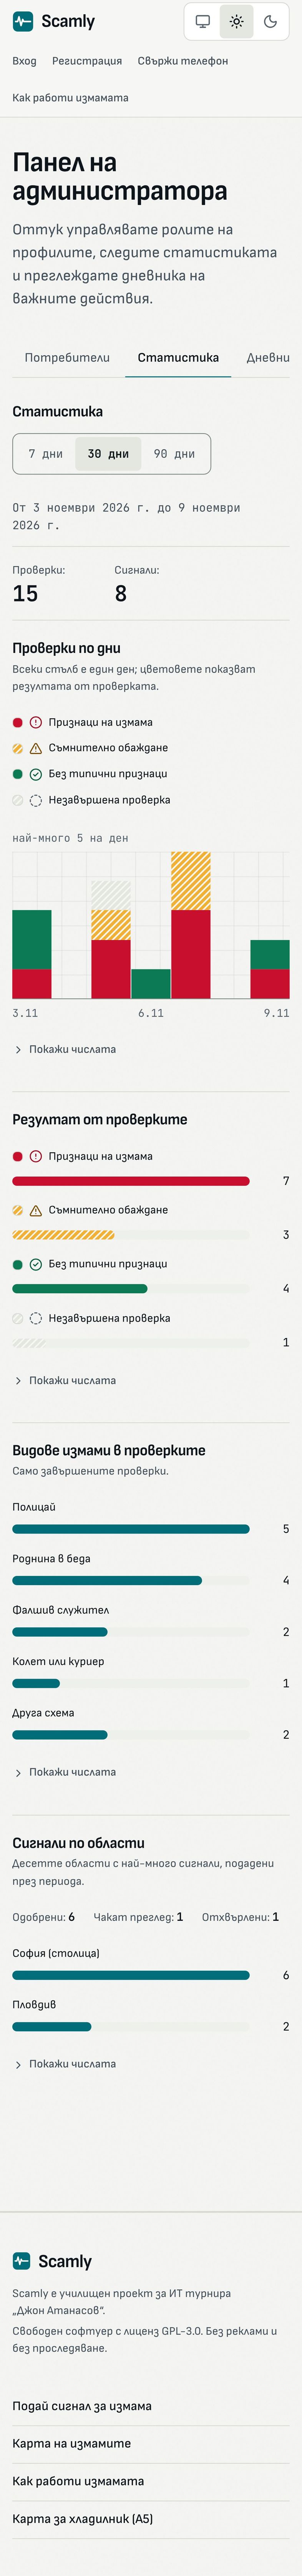 Scamly
Вход Регистрация Свържи телефон
Как работи измамата
Панел на
администратора
Оттук управлявате ролите на
профилите, следите статистиката
и преглеждате дневника на
важните действия.
Потребители Статистика Дневни
Статистика
7 дни 30 дни 90 дни
От 3 ноември 2026 г. до 9 ноември
2026 г.
Проверки: Сигнали:
15 8
Проверки по дни
Всеки стълб е един ден; цветовете показват
резултата от проверката.
Признаци на измама
Съмнително обаждане
Без типични признаци
Незавършена проверка
най-много 5 на ден
3.11 6.11 9.11
Покажи числата
Резултат от проверките
Признаци на измама
7
Съмнително обаждане
3
Без типични признаци
4
Незавършена проверка
1
Покажи числата
Видове измами в проверките
Само завършените проверки.
Полицай
5
Роднина в беда
4
Фалшив служител
2
Колет или куриер
1
Друга схема
2
Покажи числата
Сигнали по области
Десетте области с най-много сигнали, подадени
през периода.
Одобрени: 6 Чакат преглед: 1 Отхвърлени: 1
София (столица)
6
Пловдив
2
Покажи числата
Scamly
Scamly е училищен проект за ИТ турнира
„Джон Атанасов“.
Свободен софтуер с лиценз GPL-3.0. Без реклами и
без проследяване.
Подай сигнал за измама
Карта на измамите
Как работи измамата
Карта за хладилник (А5)